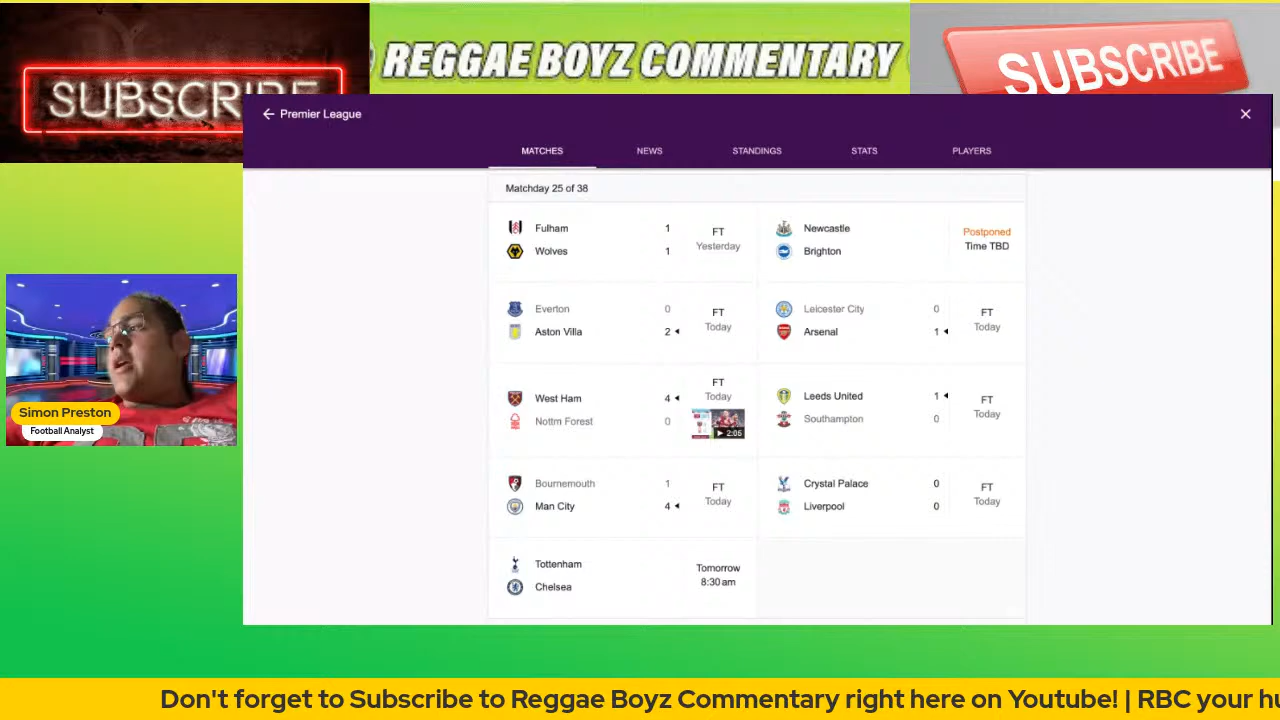 SUBSCRIBE
REGGAE BOYZ COMMENTARY
SUBSCRIBE
← Premier League
MATCHES NEWS STANDINGS STATS PLAYERS
Matchday 25 of 38
Fulham 1
Wolves 1
FT
Yesterday
Newcastle
Brighton
Postponed
Time TBD
Everton 0
Aston Villa 2
FT
Today
Leicester City 0
Arsenal 1
FT
Today
West Ham 4
Nottm Forest 0
FT
Today
2:05
Leeds United 1
Southampton 0
FT
Today
Bournemouth 1
Man City 4
FT
Today
Crystal Palace 0
Liverpool 0
FT
Today
Tottenham
Chelsea
Tomorrow
8:30 am
Simon Preston
Football Analyst
Don't forget to Subscribe to Reggae Boyz Commentary right here on Youtube! | RBC your hu